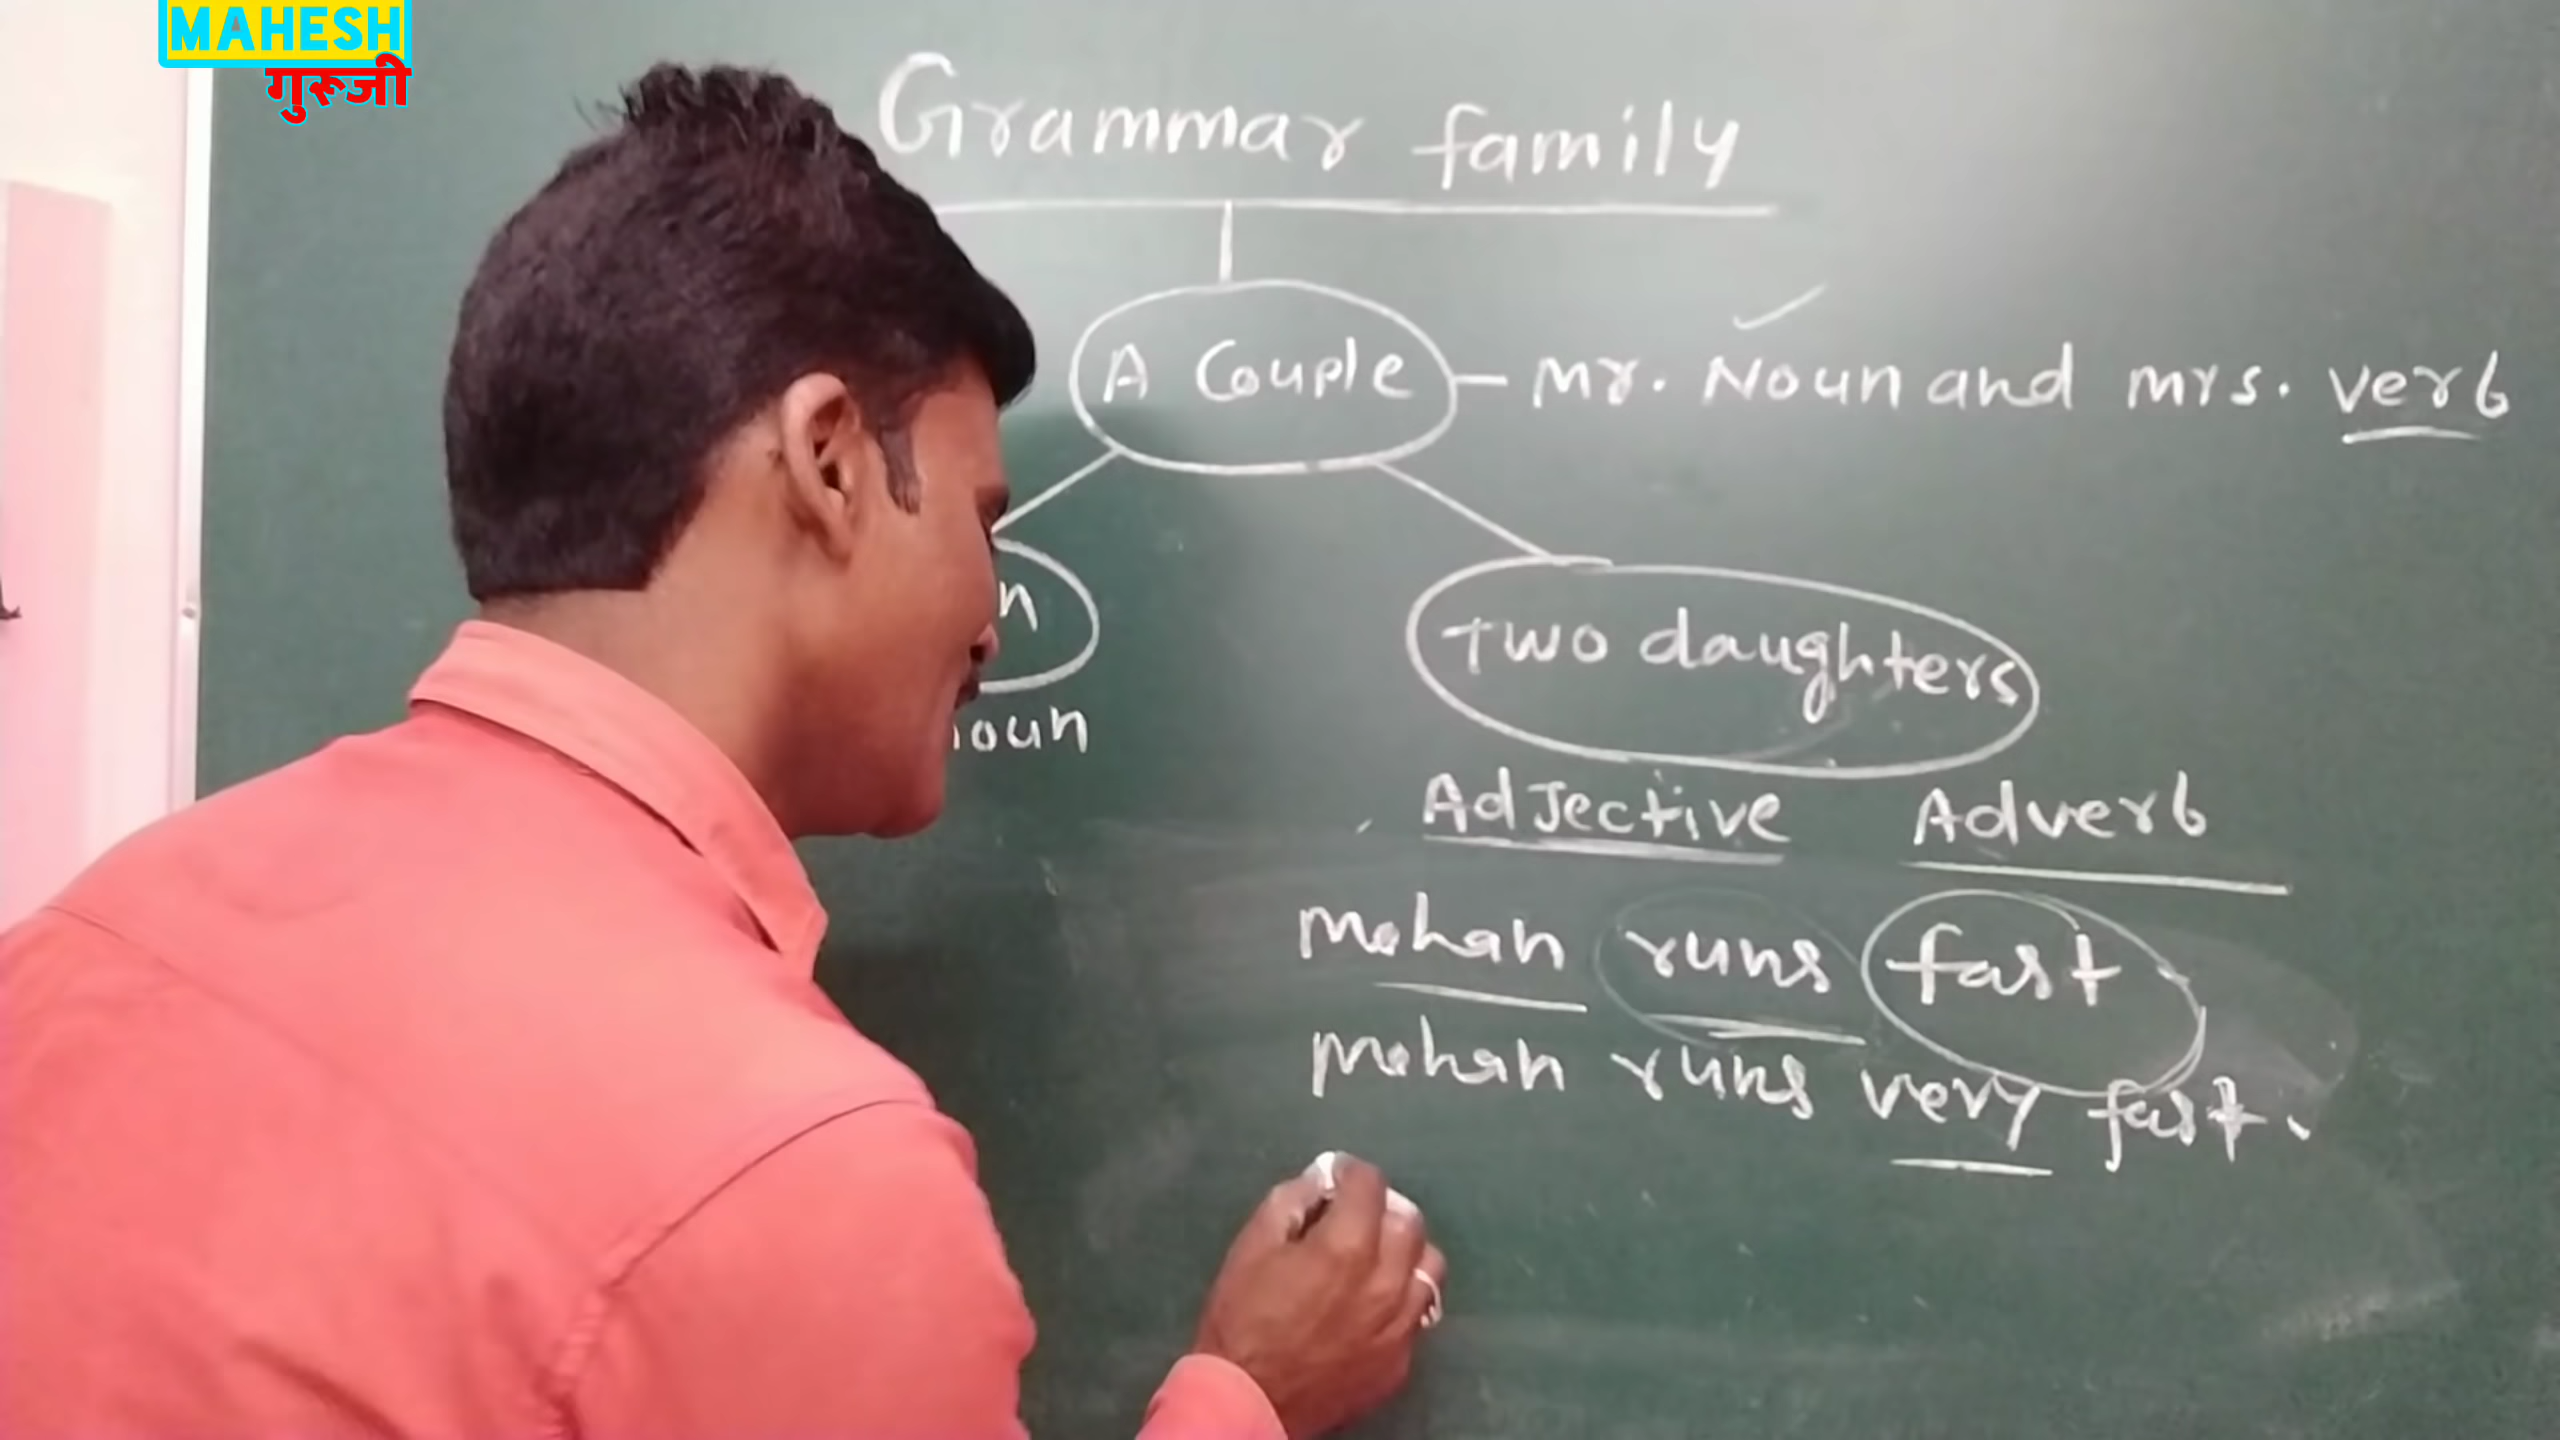 MAHESH
गुरूजी
Grammar family
A Couple - Mr. Noun and mrs. verb
Two daughters
Adjective Adverb
mohan runs fast
mohan runs very fast.